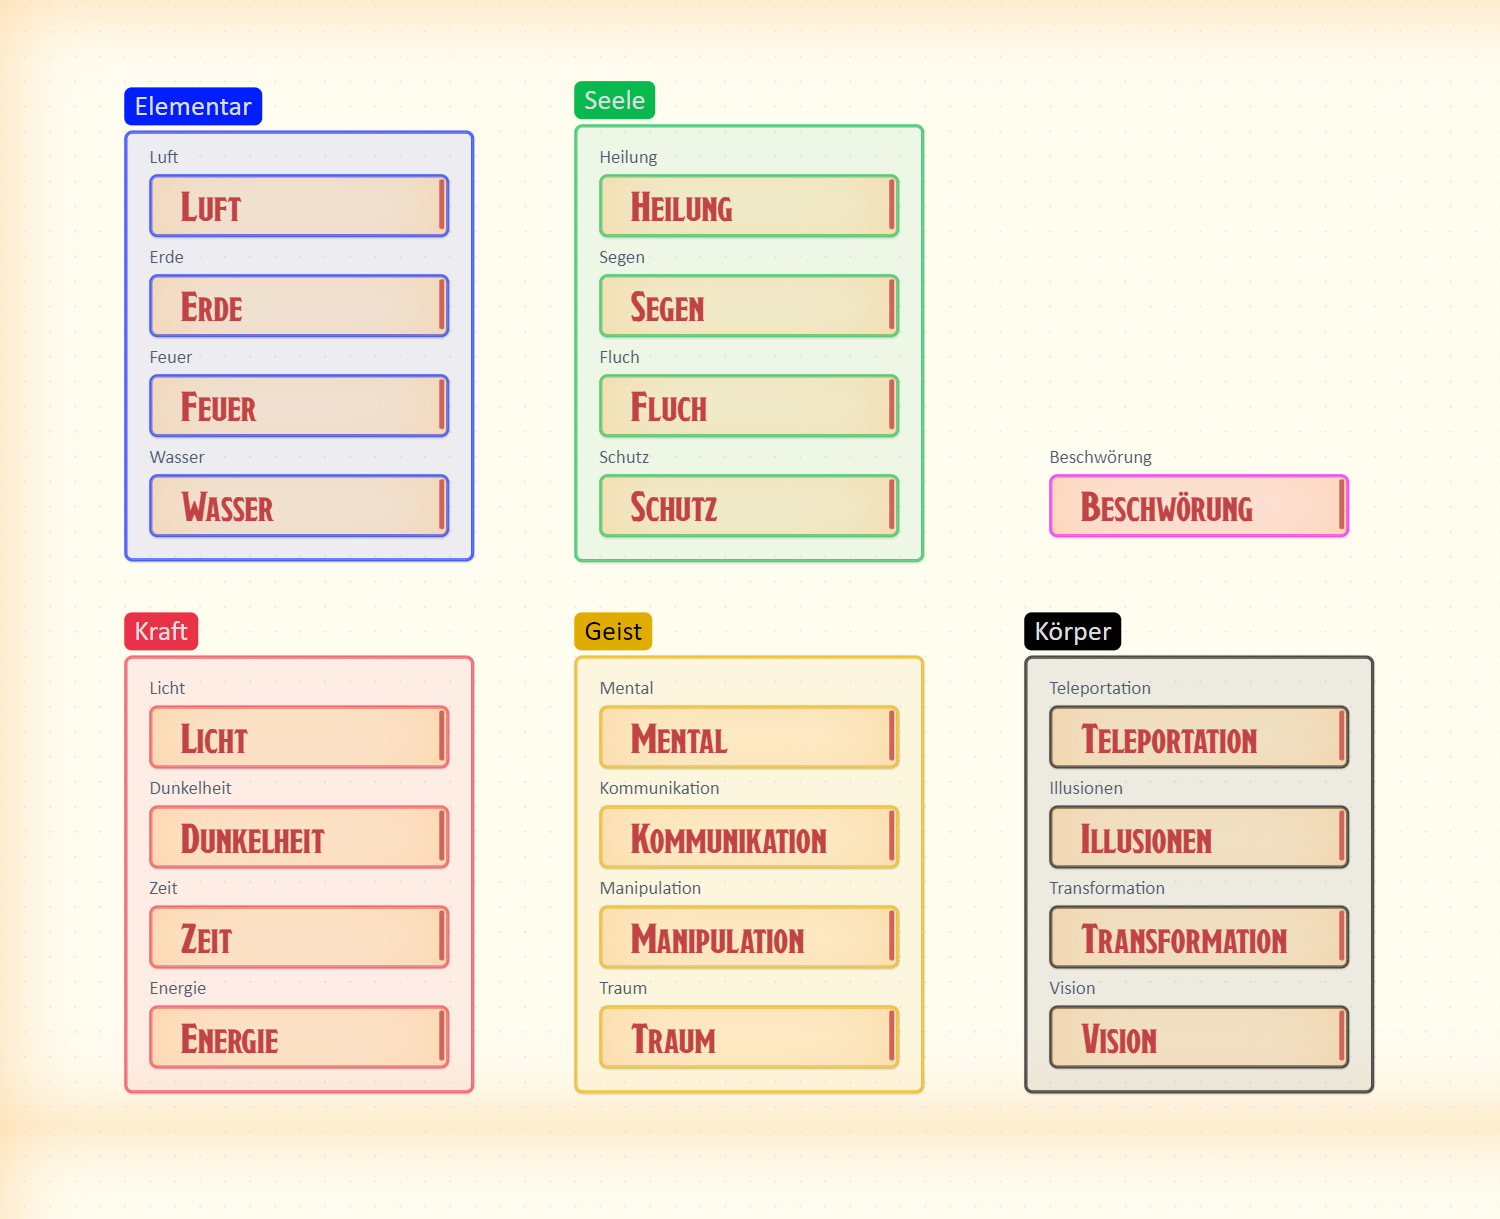 Elementar
Luft
Luft
Erde
Erde
Feuer
Feuer
Wasser
Wasser
Seele
Heilung
Heilung
Segen
Segen
Fluch
Fluch
Schutz
Schutz
Beschwörung
Beschwörung
Kraft
Licht
Licht
Dunkelheit
Dunkelheit
Zeit
Zeit
Energie
Energie
Geist
Mental
Mental
Kommunikation
Kommunikation
Manipulation
Manipulation
Traum
Traum
Körper
Teleportation
Teleportation
Illusionen
Illusionen
Transformation
Transformation
Vision
Vision